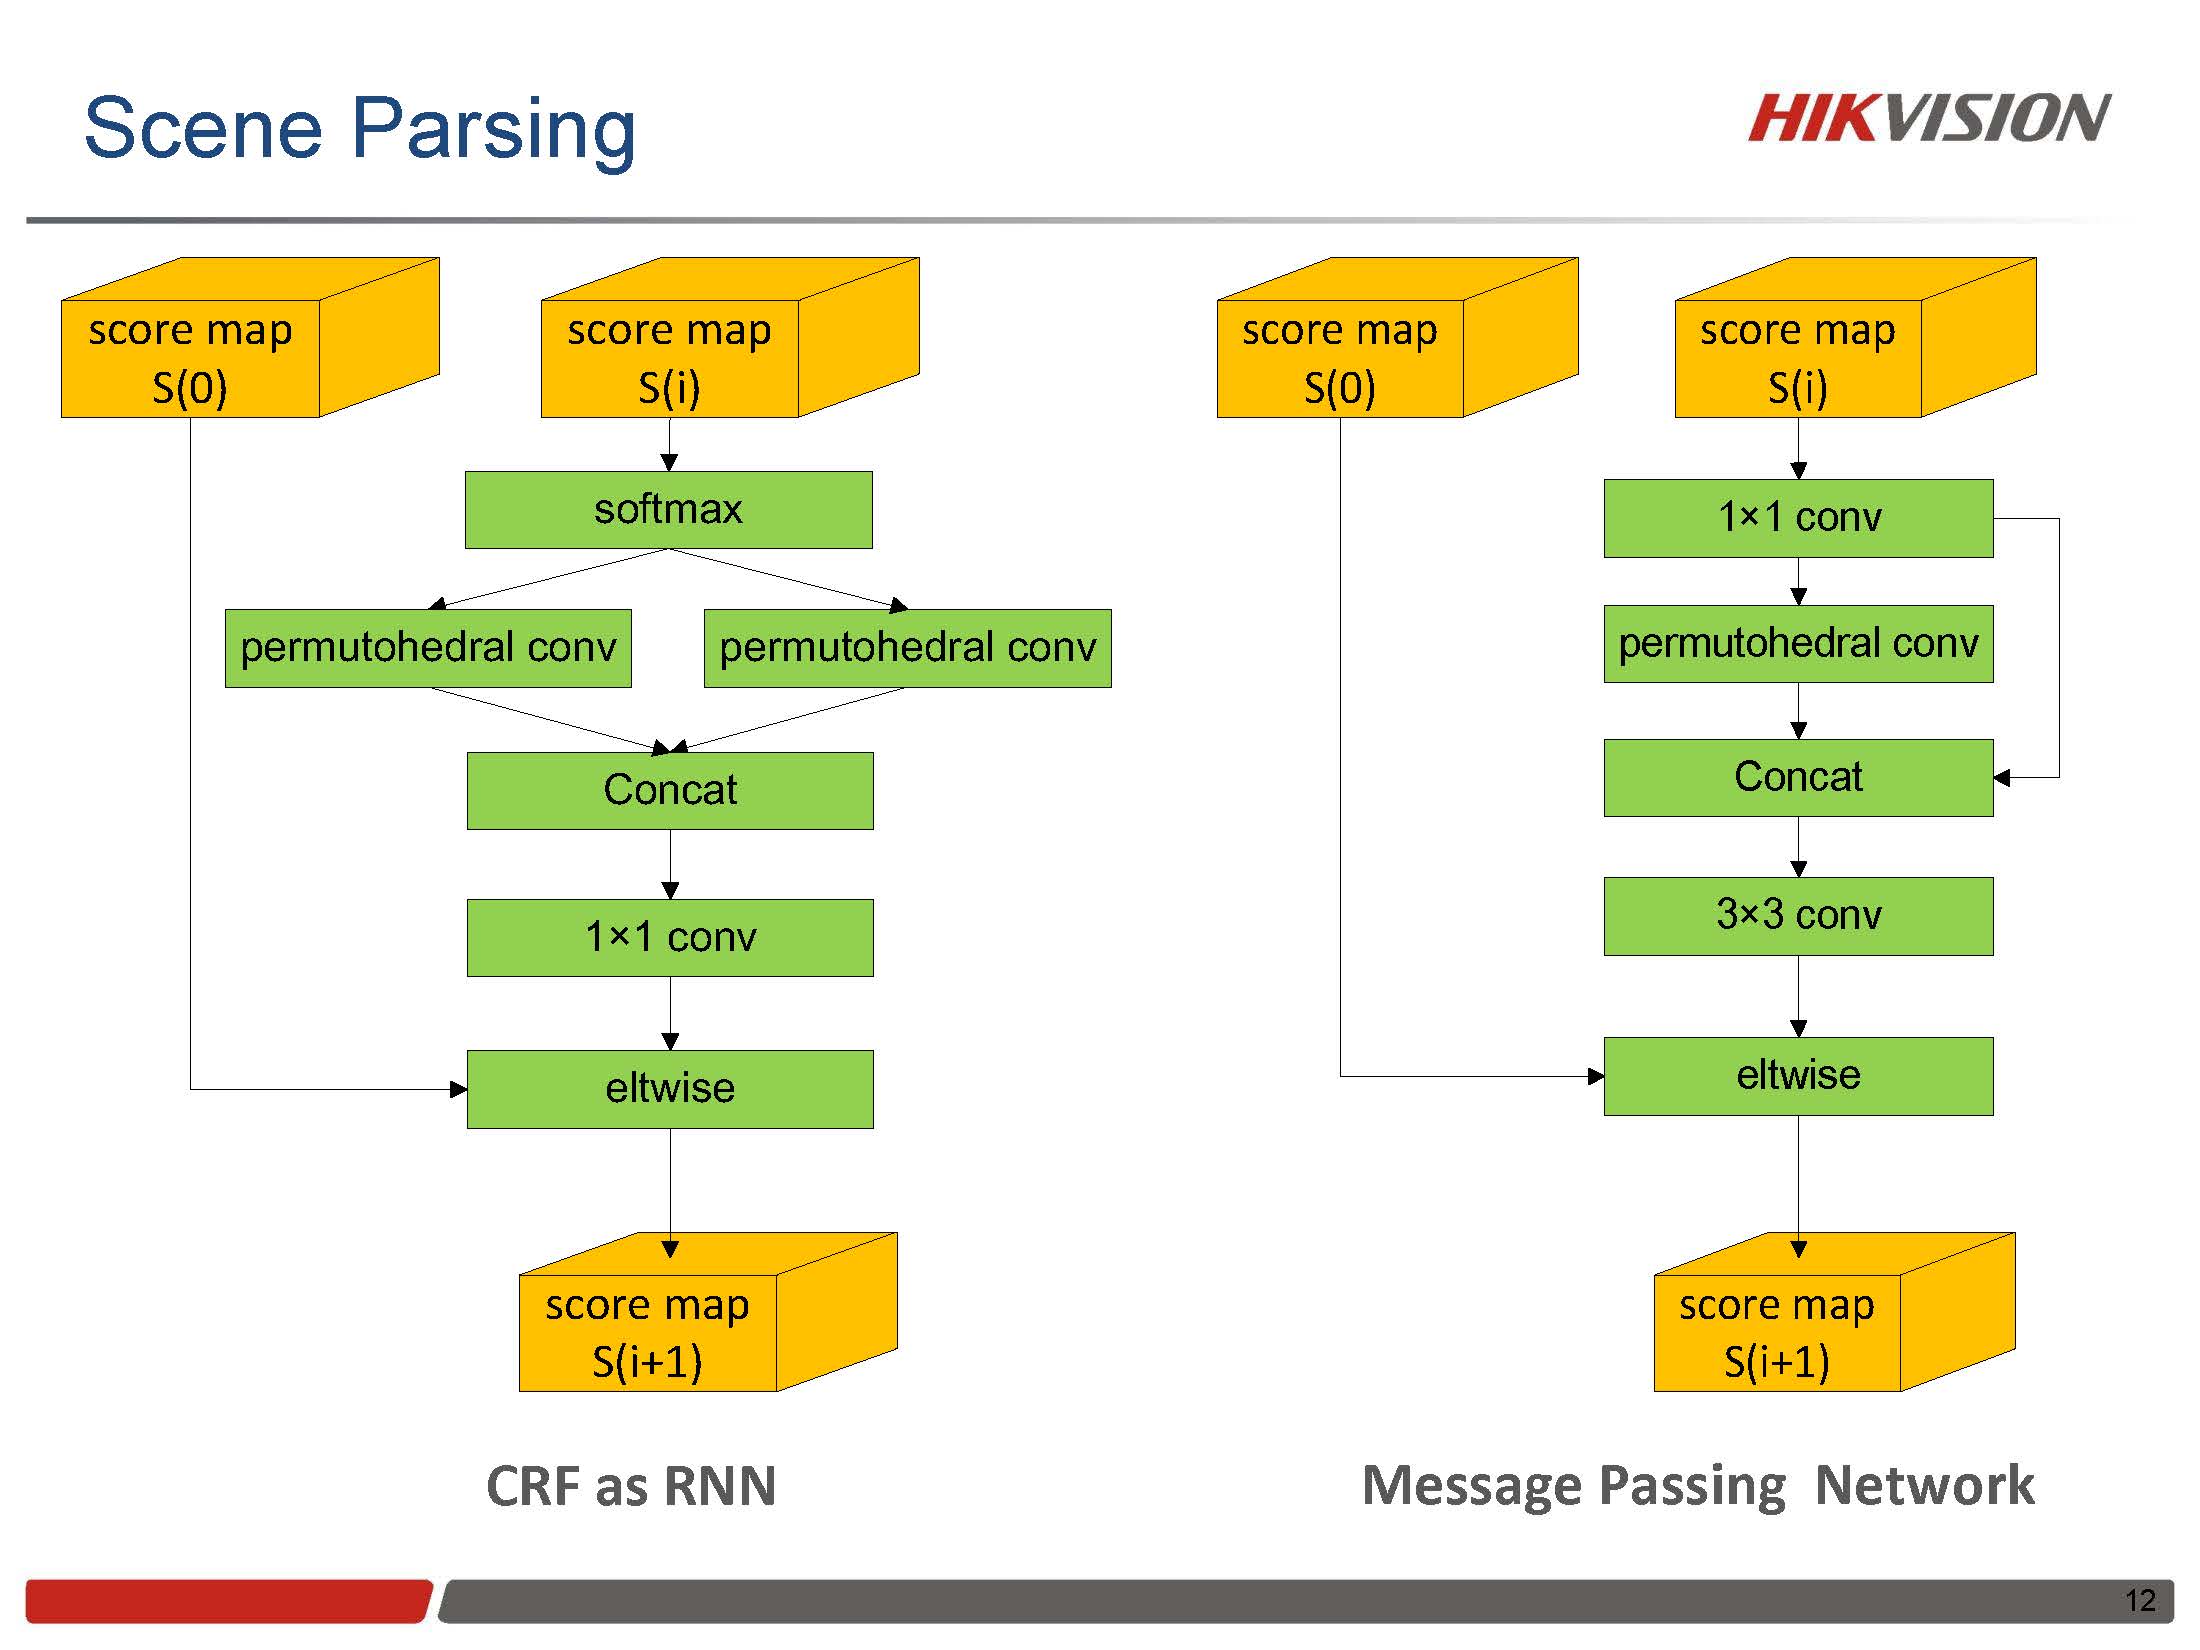 Scene Parsing
HIKVISION
score map
S(0)
score map
S(i)
softmax
permutohedral conv
permutohedral conv
Concat
1×1 conv
eltwise
score map
S(i+1)
CRF as RNN
score map
S(0)
score map
S(i)
1×1 conv
permutohedral conv
Concat
3×3 conv
eltwise
score map
S(i+1)
Message Passing  Network
12